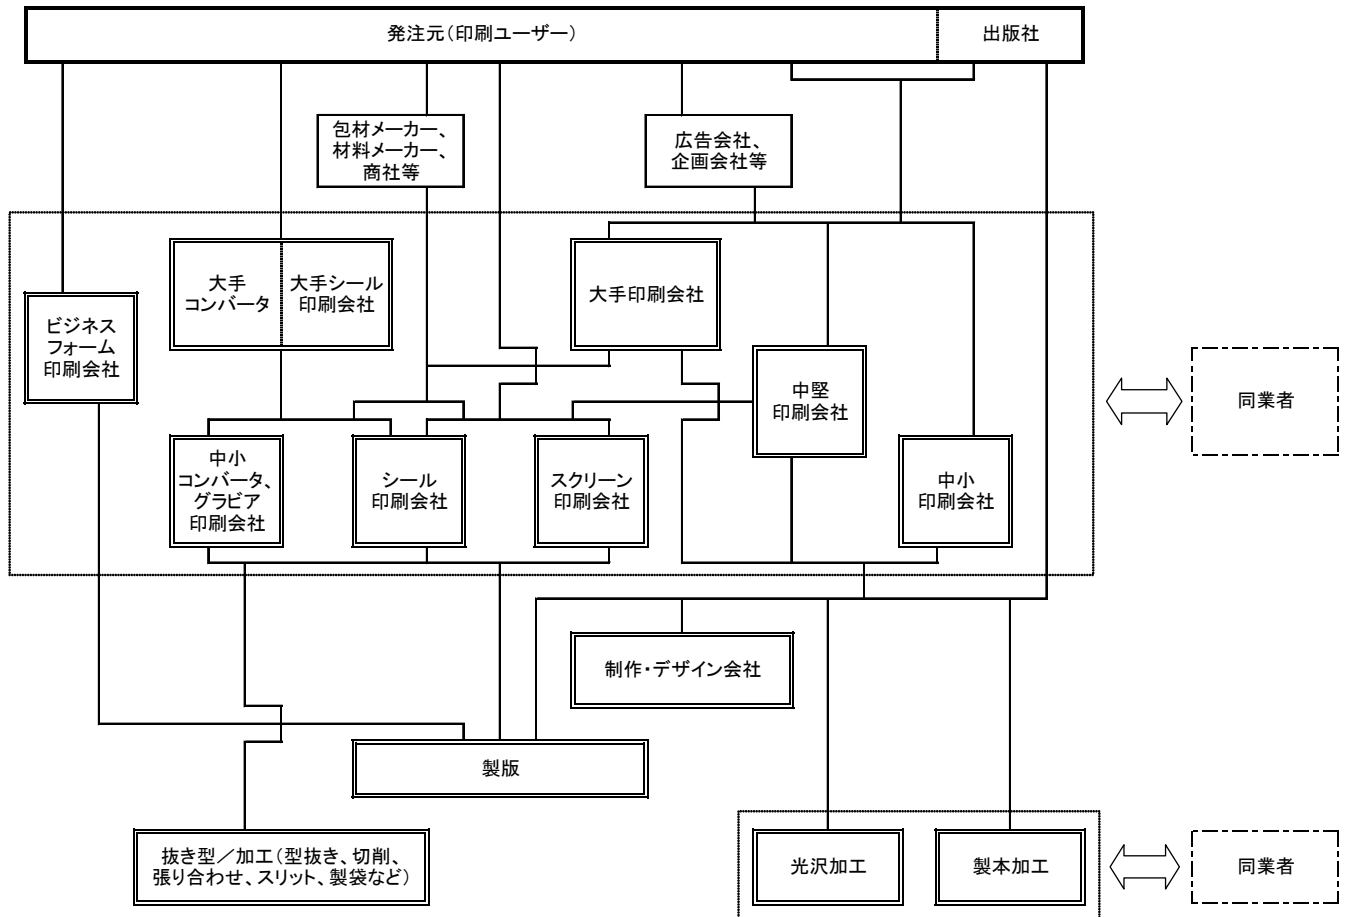 発注元（印刷ユーザー）
出版社
包材メーカー、
材料メーカー、
商社等
広告会社、
企画会社等
大手
コンバータ
大手シール
印刷会社
大手印刷会社
ビジネス
フォーム
印刷会社
中堅
印刷会社
同業者
中小
コンバータ、
グラビア
印刷会社
シール
印刷会社
スクリーン
印刷会社
中小
印刷会社
制作・デザイン会社
製版
抜き型／加工（型抜き、切削、
張り合わせ、スリット、製袋など）
光沢加工
製本加工
同業者